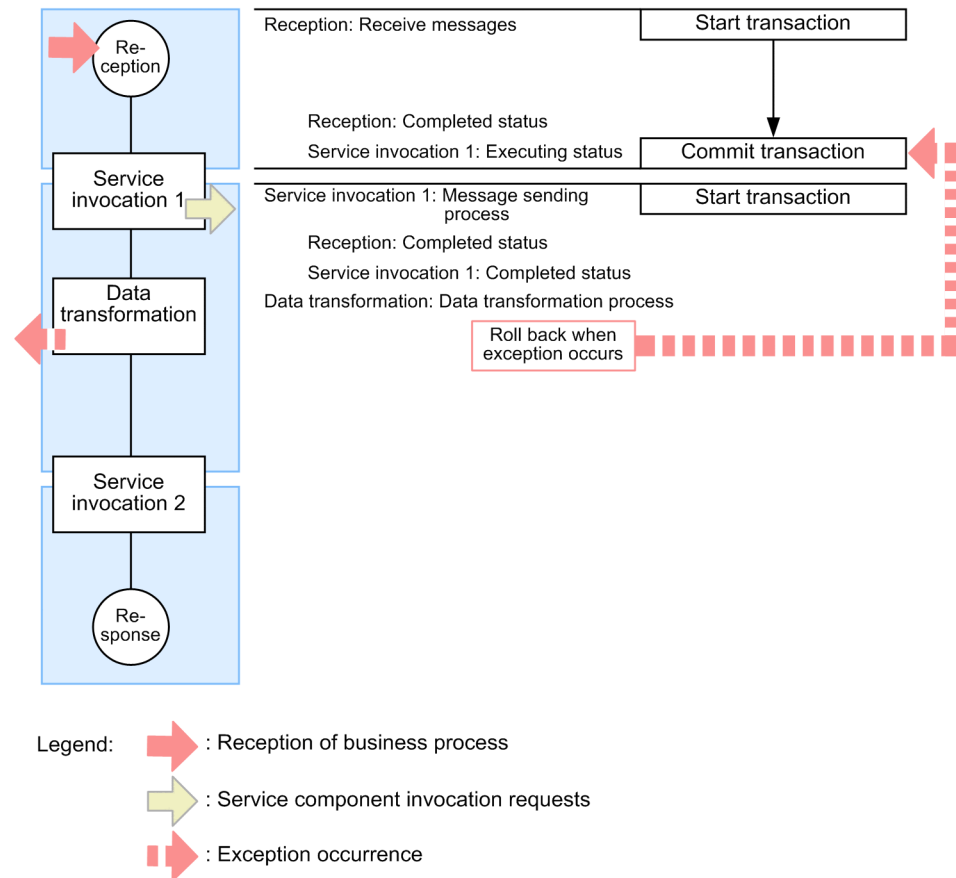 Re-
ception
Reception: Receive messages
Start transaction
Reception: Completed status
Service invocation 1: Executing status
Commit transaction
Service
invocation 1
Service invocation 1: Message sending
process
Start transaction
Reception: Completed status
Service invocation 1: Completed status
Data
transformation
Data transformation: Data transformation process
Roll back when
exception occurs
Service
invocation 2
Re-
sponse
Legend:
: Reception of business process
: Service component invocation requests
: Exception occurrence